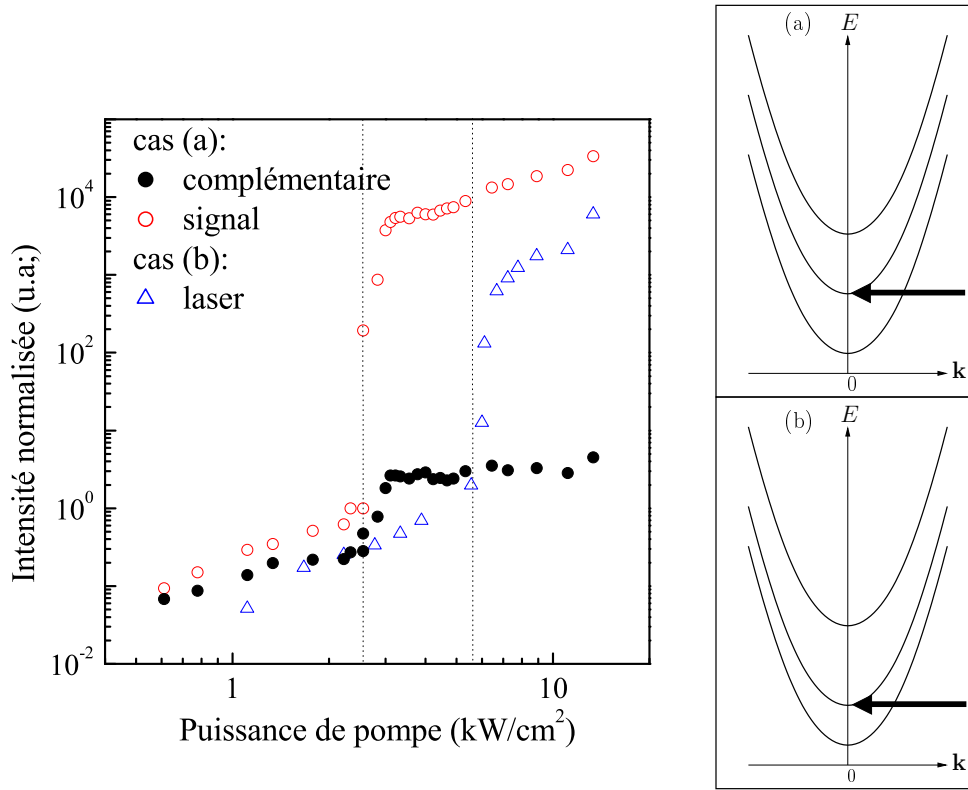 cas (a):
complémentaire
signal
cas (b):
laser
Intensité normalisée (u.a;)
10^4
10^2
10^0
10^-2
1
10
Puissance de pompe (kW/cm^2)
(a)
E
k
0
(b)
E
k
0